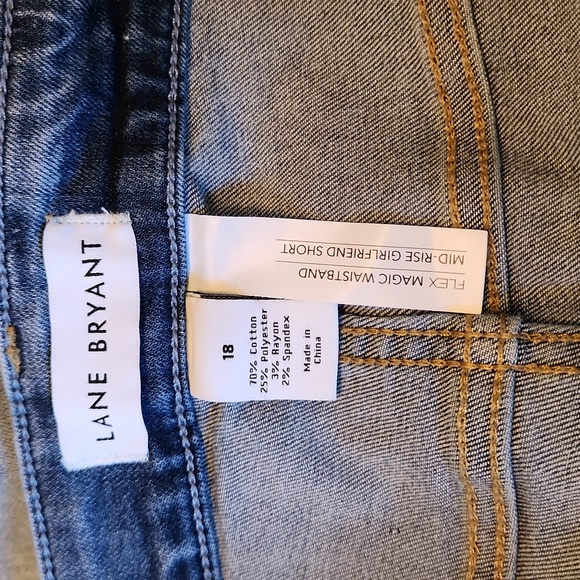 LANE BRYANT
FLEX MAGIC WAISTBAND
MID-RISE GIRLFRIEND SHORT
18
70% Cotton
25% Polyester
3% Rayon
2% Spandex
Made in
China